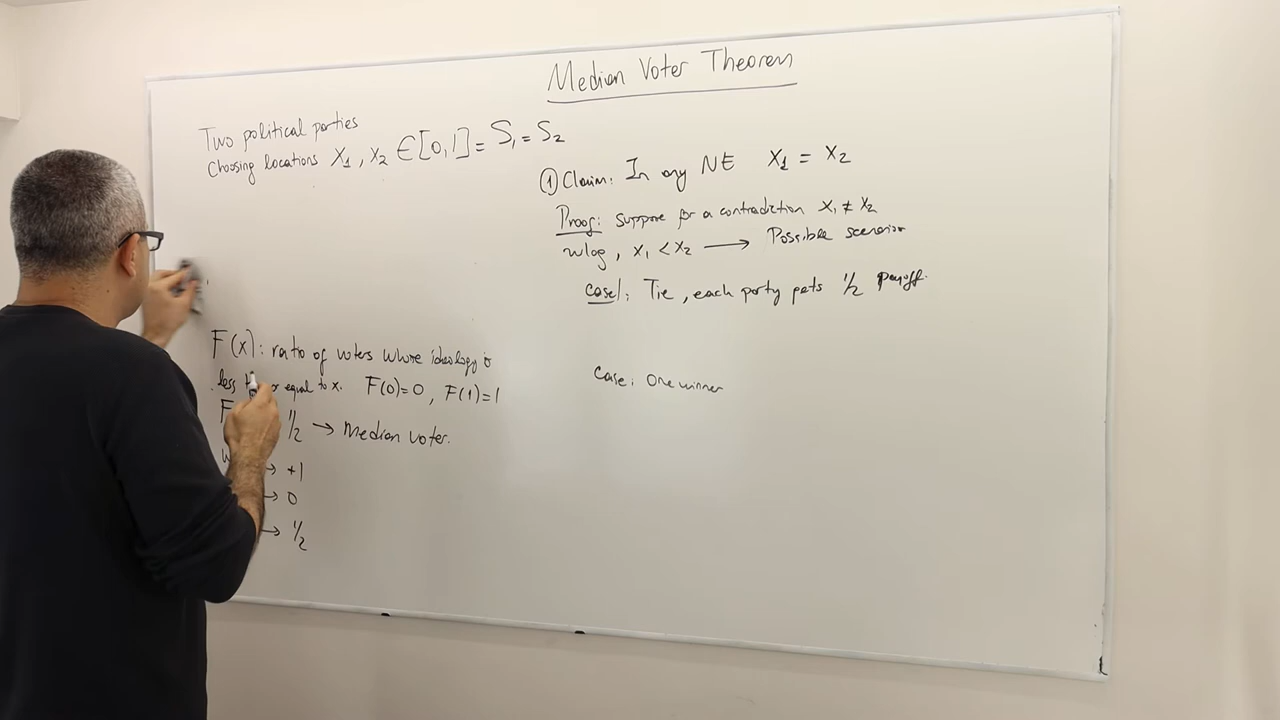 Median Voter Theorem
Two political parties
Choosing locations X₁, X₂ ∈ [0,1] = S₁ = S₂
F(x): ratio of voters whose ideology is
less or equal to x. F(0)=0, F(1)=1
F 1/2 → Median voter.
→ +1
→ 0
→ 1/2
① Claim: In any NE X₁ = X₂
Proof: Suppose for a contradiction X₁ ≠ X₂
wlog, X₁ < X₂ → Possible scenarios
Case 1: Tie, each party gets 1/2 payoff.
Case: One winner